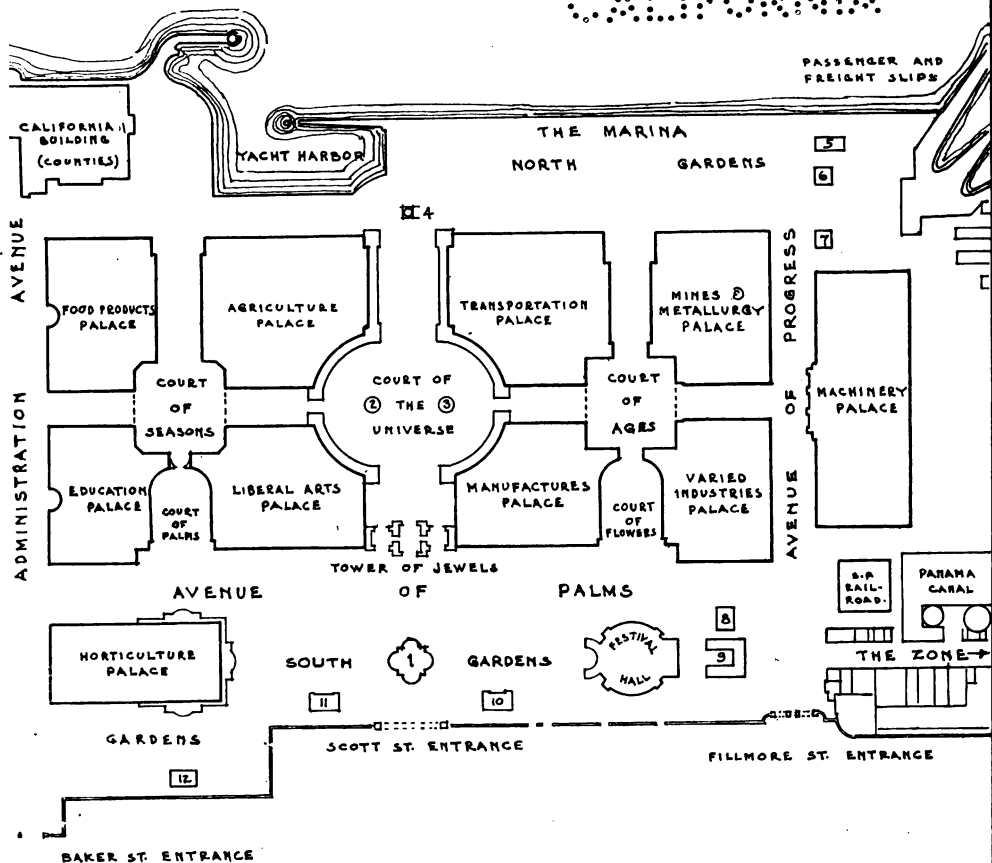 CALIFORNIA
PASSENGER AND
FREIGHT SLIPS
CALIFORNIA
BUILDING
(COUNTIES)
YACHT HARBOR
THE MARINA
NORTH GARDENS
5
6
4
7
AVENUE
ADMINISTRATION
FOOD PRODUCTS
PALACE
AGRICULTURE
PALACE
TRANSPORTATION
PALACE
MINES &
METALLURGY
PALACE
AVENUE OF PROGRESS
COURT
OF
SEASONS
COURT OF
2 THE 3
UNIVERSE
COURT
OF
AGES
MACHINERY
PALACE
EDUCATION
PALACE
COURT
OF
PALMS
LIBERAL ARTS
PALACE
MANUFACTURES
PALACE
COURT
OF
FLOWERS
VARIED
INDUSTRIES
PALACE
TOWER OF JEWELS
AVENUE OF PALMS
S.P.
RAIL-
ROAD.
PANAMA
CANAL
HORTICULTURE
PALACE
SOUTH
1
GARDENS
FESTIVAL
HALL
8
9
THE ZONE
11
10
GARDENS
SCOTT ST. ENTRANCE
FILLMORE ST. ENTRANCE
12
BAKER ST. ENTRANCE